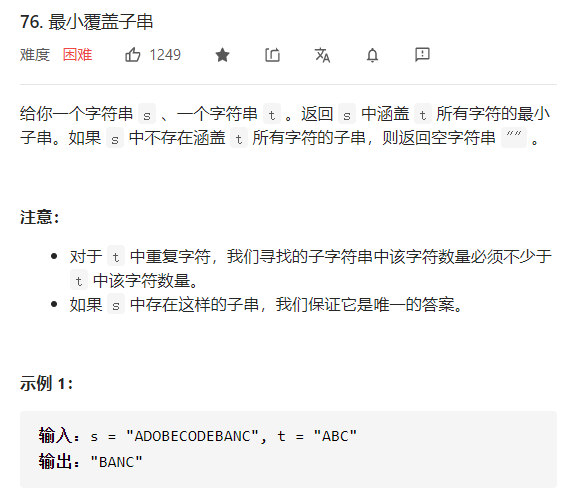 76. 最小覆盖子串
难度 困难 1249
给你一个字符串 s 、一个字符串 t 。返回 s 中涵盖 t 所有字符的最小
子串。如果 s 中不存在涵盖 t 所有字符的子串，则返回空字符串 "" 。
注意：
• 对于 t 中重复字符，我们寻找的子字符串中该字符数量必须不少于
t 中该字符数量。
• 如果 s 中存在这样的子串，我们保证它是唯一的答案。
示例 1：
输入：s = "ADOBECODEBANC", t = "ABC"
输出："BANC"